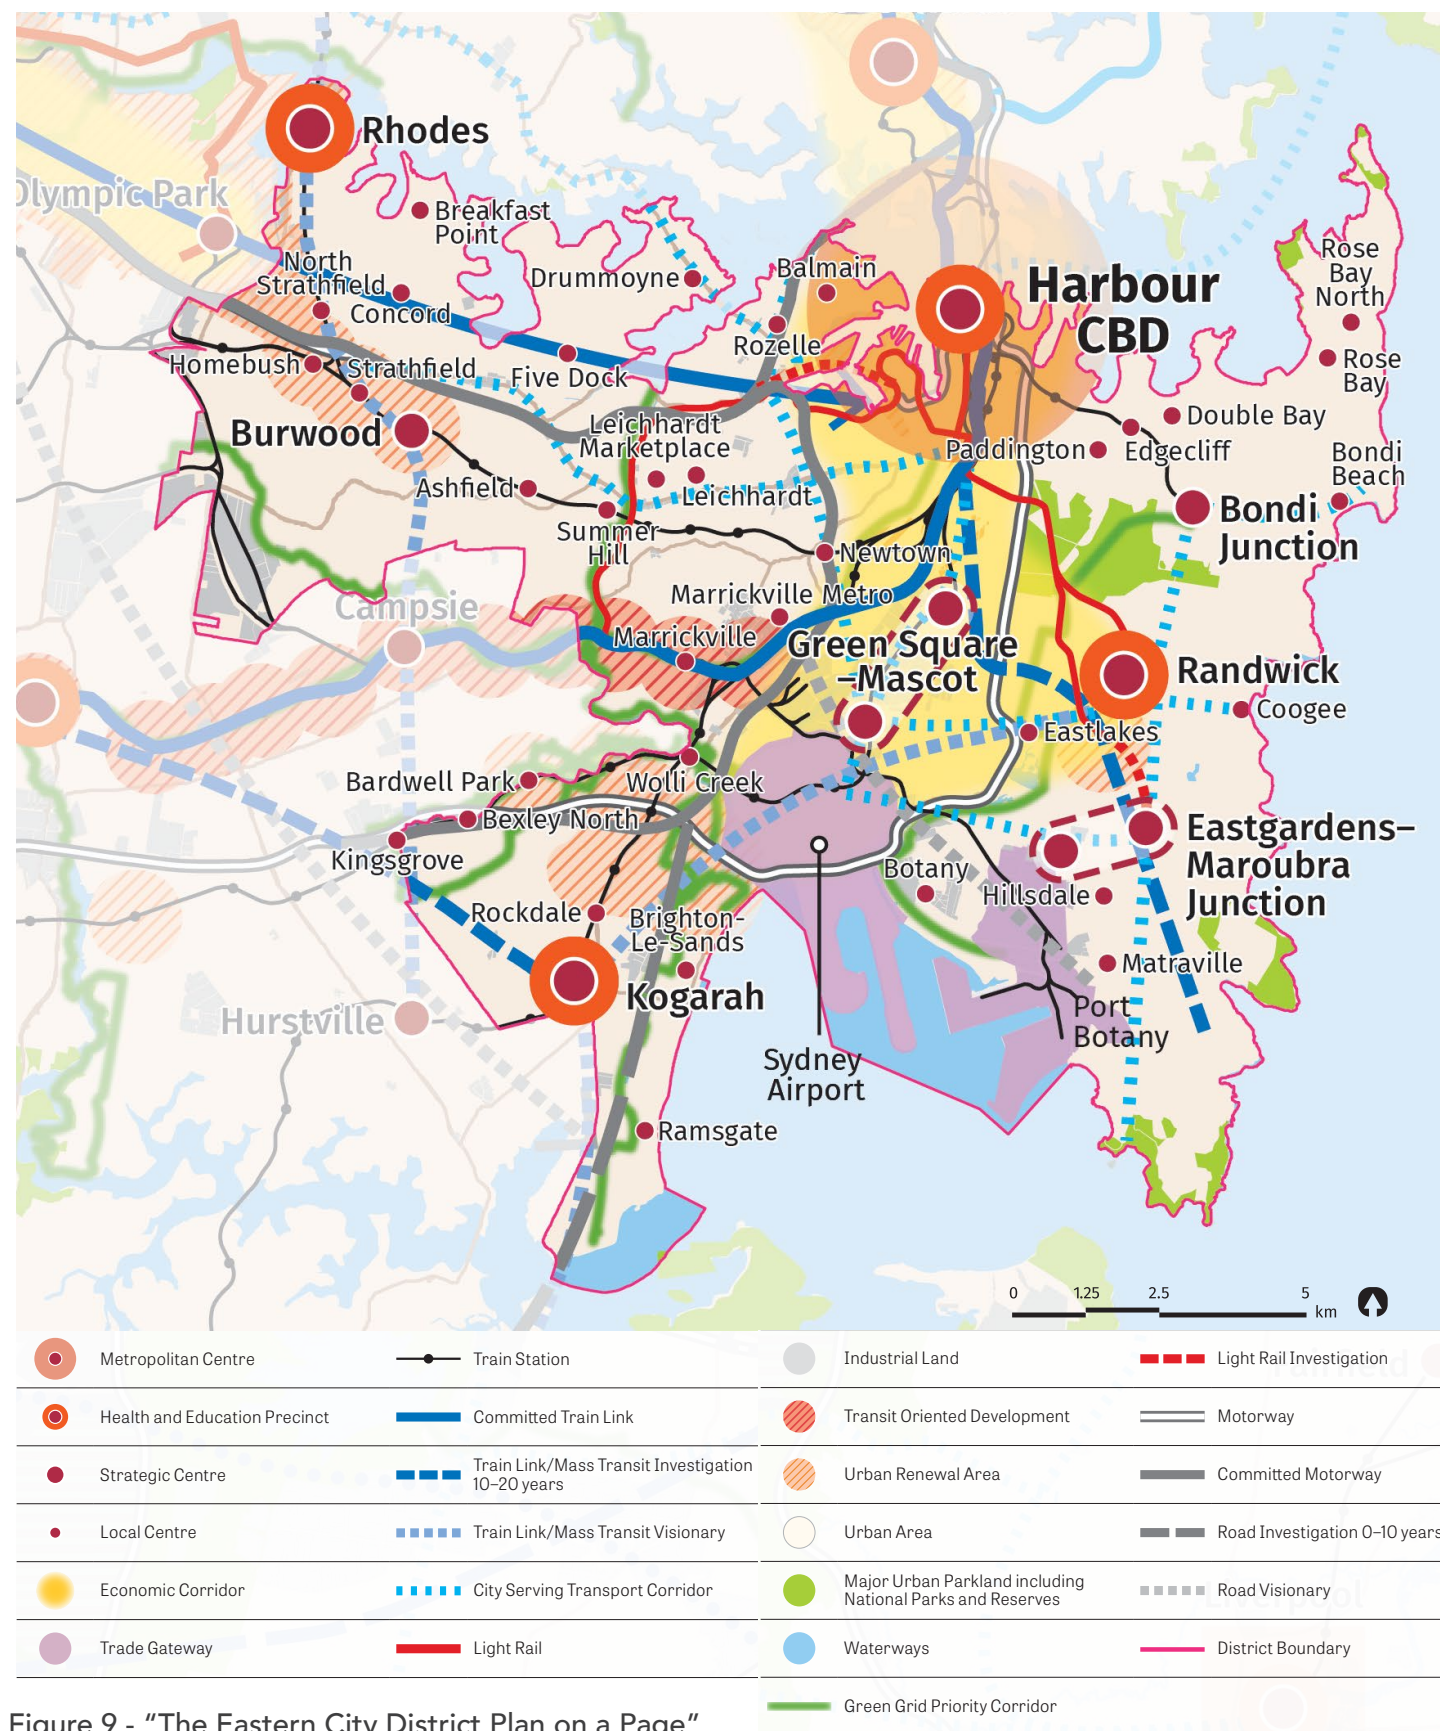 Rhodes
Olympic Park
Breakfast
Point
North
Strathfield
Concord
Drummoyne
Balmain
Harbour
CBD
Rose
Bay
North
Rozelle
Homebush
Strathfield
Five Dock
Rose
Bay
Burwood
Leichhardt
Marketplace
Double Bay
Paddington
Edgecliff
Bondi
Beach
Ashfield
Leichhardt
Bondi
Junction
Summer
Hill
Newtown
Campsie
Marrickville Metro
Marrickville
Green Square
–Mascot
Randwick
Coogee
Eastlakes
Bardwell Park
Wolli Creek
Bexley North
Kingsgrove
Eastgardens–
Maroubra
Junction
Botany
Hillsdale
Rockdale
Brighton-
Le-Sands
Matraville
Kogarah
Hurstville
Port
Botany
Sydney
Airport
Ramsgate
0 1.25 2.5 5
km
Metropolitan Centre
Health and Education Precinct
Strategic Centre
Local Centre
Economic Corridor
Trade Gateway
Train Station
Committed Train Link
Train Link/Mass Transit Investigation
10–20 years
Train Link/Mass Transit Visionary
City Serving Transport Corridor
Light Rail
Industrial Land
Transit Oriented Development
Urban Renewal Area
Urban Area
Major Urban Parkland including
National Parks and Reserves
Waterways
Green Grid Priority Corridor
Light Rail Investigation
Motorway
Committed Motorway
Road Investigation 0–10 years
Road Visionary
District Boundary
Fairfield
Liverpool
Figure 9 - “The Eastern City District Plan on a Page”